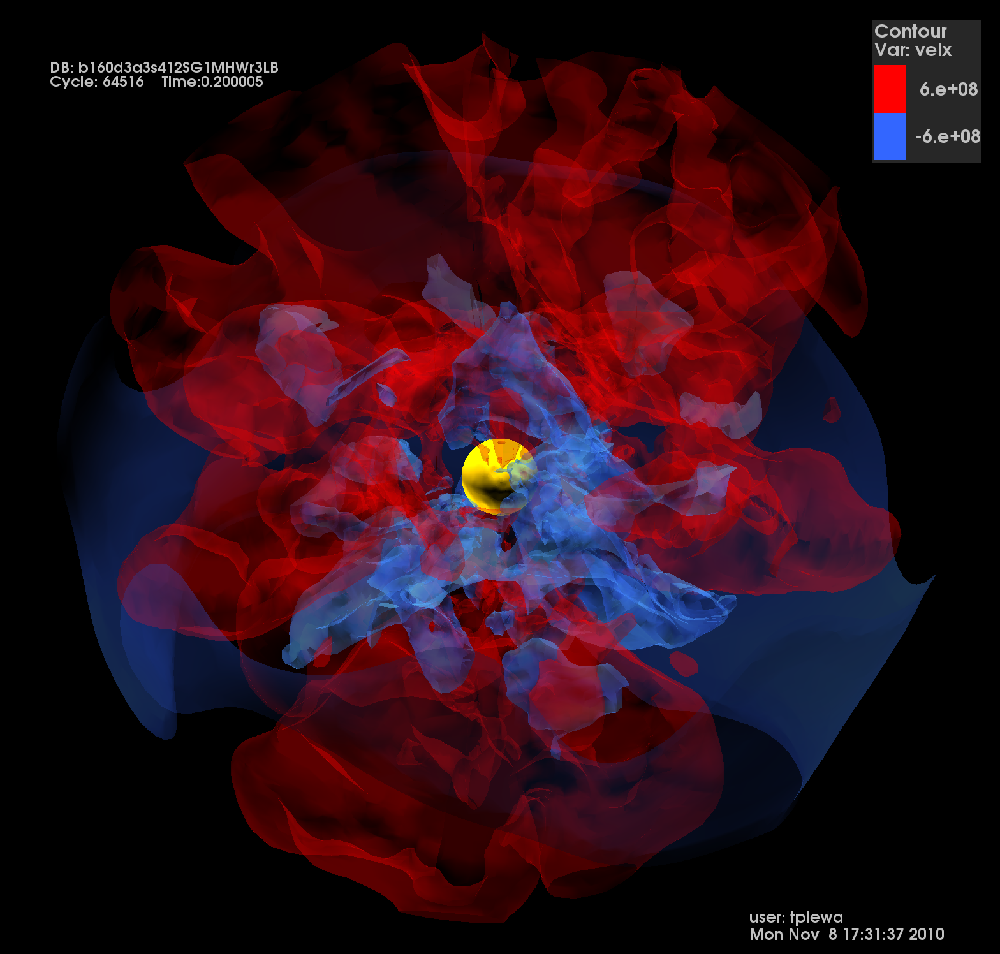 DB: b160d3a3s412SG1MHWr3LB
Cycle: 64516 Time:0.200005
Contour
Var: velx
6.e+08
-6.e+08
user: tplewa
Mon Nov 8 17:31:37 2010